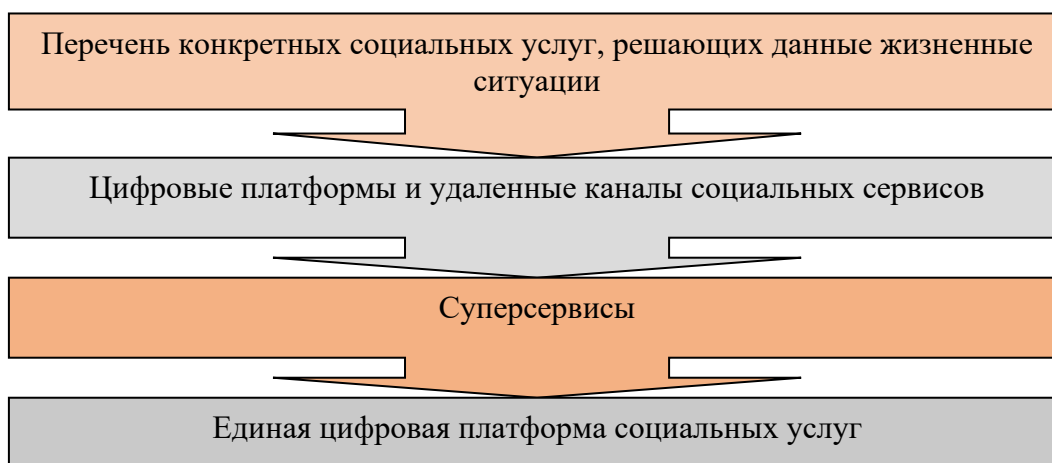 Перечень конкретных социальных услуг, решающих данные жизненные
ситуации
Цифровые платформы и удаленные каналы социальных сервисов
Суперсервисы
Единая цифровая платформа социальных услуг